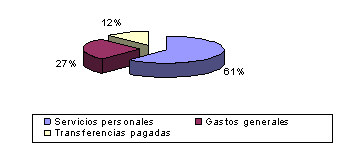 12%
27%
61%
Servicios personales Gastos generales
Transferencias pagadas